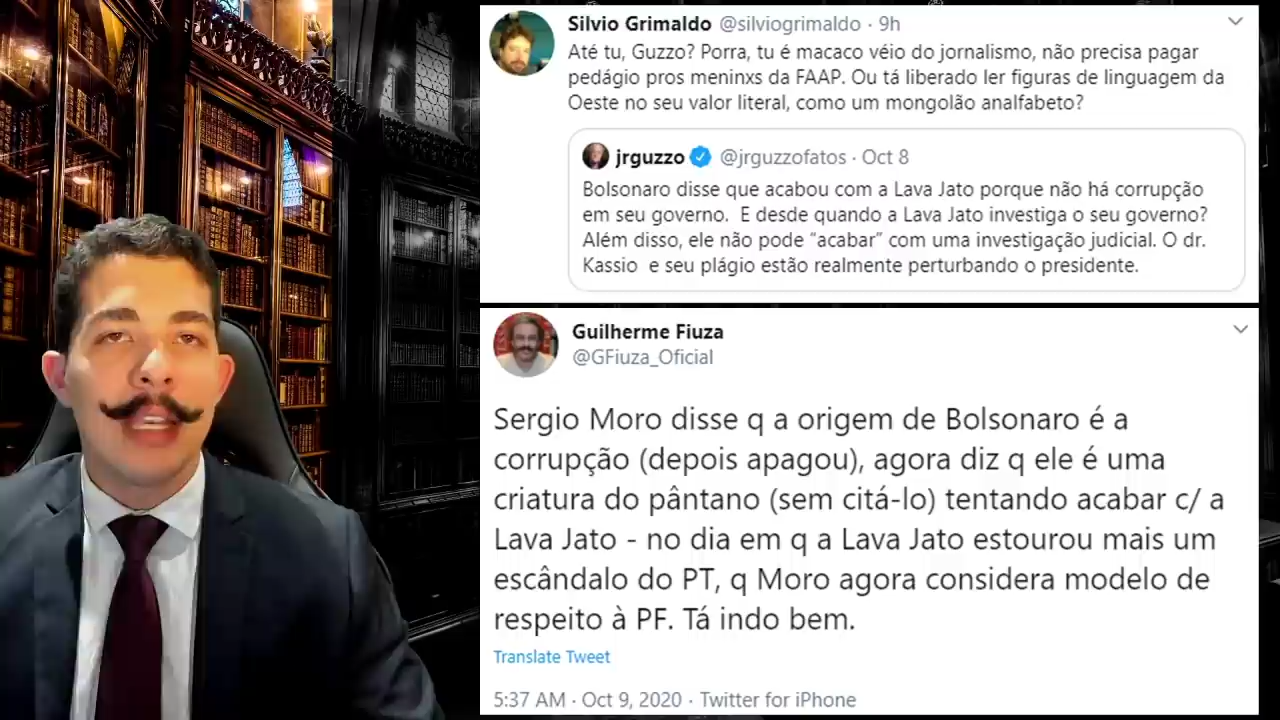 Silvio Grimaldo @silviogrimaldo · 9h
Até tu, Guzzo? Porra, tu é macaco véio do jornalismo, não precisa pagar
pedágio pros meninxs da FAAP. Ou tá liberado ler figuras de linguagem da
Oeste no seu valor literal, como um mongolão analfabeto?
jrguzzo @jrguzzofatos · Oct 8
Bolsonaro disse que acabou com a Lava Jato porque não há corrupção
em seu governo. E desde quando a Lava Jato investiga o seu governo?
Além disso, ele não pode “acabar” com uma investigação judicial. O dr.
Kassio e seu plágio estão realmente perturbando o presidente.
Guilherme Fiuza
@GFiuza_Oficial
Sergio Moro disse q a origem de Bolsonaro é a
corrupção (depois apagou), agora diz q ele é uma
criatura do pântano (sem citá-lo) tentando acabar c/ a
Lava Jato - no dia em q a Lava Jato estourou mais um
escândalo do PT, q Moro agora considera modelo de
respeito à PF. Tá indo bem.
Translate Tweet
5:37 AM · Oct 9, 2020 · Twitter for iPhone